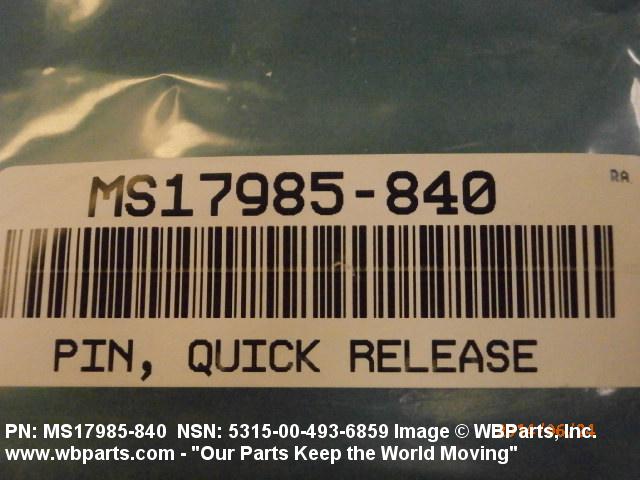 MS17985-840
RA
PIN, QUICK RELEASE
PN: MS17985-840 NSN: 5315-00-493-6859 Image © WBParts, Inc.
www.wbparts.com - "Our Parts Keep the World Moving"